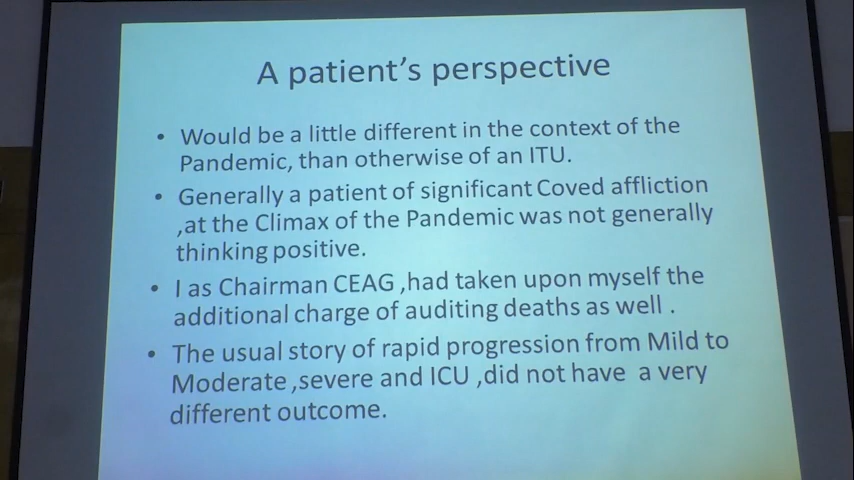 A patient's perspective
• Would be a little different in the context of the
Pandemic, than otherwise of an ITU.
• Generally a patient of significant Coved affliction
,at the Climax of the Pandemic was not generally
thinking positive.
• I as Chairman CEAG ,had taken upon myself the
additional charge of auditing deaths as well .
• The usual story of rapid progression from Mild to
Moderate ,severe and ICU ,did not have a very
different outcome.